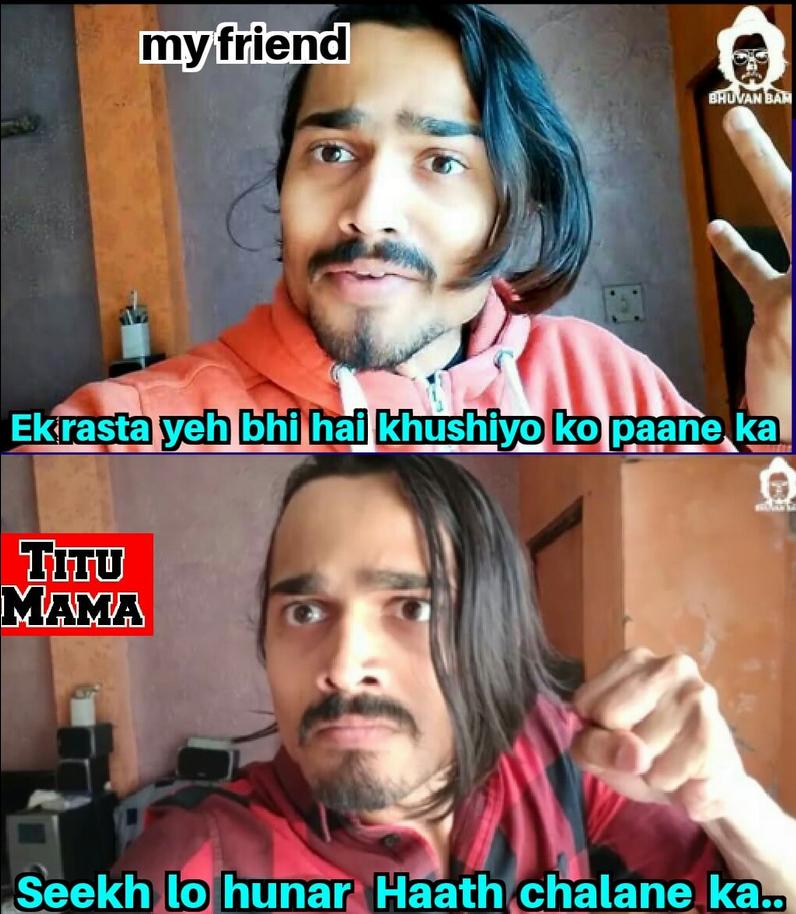 my friend
BHUVAN BAM
Ek rasta yeh bhi hai khushiyo ko paane ka
TITU
MAMA
Seekh lo hunar Haath chalane ka..